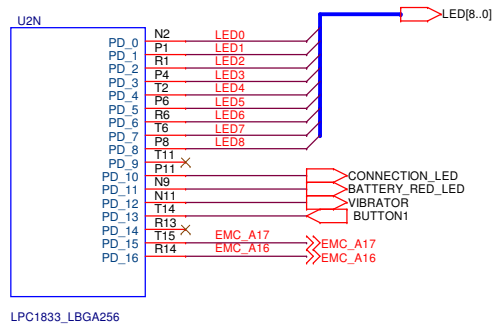 U2N
LED[8..0]
PD_0 N2 LED0
PD_1 P1 LED1
PD_2 R1 LED2
PD_3 P4 LED3
PD_4 T2 LED4
PD_5 P6 LED5
PD_6 R6 LED6
PD_7 T6 LED7
PD_8 P8 LED8
PD_9 T11
PD_10 P11 CONNECTION_LED
PD_11 N9 BATTERY_RED_LED
PD_12 N11 VIBRATOR
PD_13 T14 BUTTON1
PD_14 R13
PD_15 T15 EMC_A17 EMC_A17
PD_16 R14 EMC_A16 EMC_A16
LPC1833_LBGA256